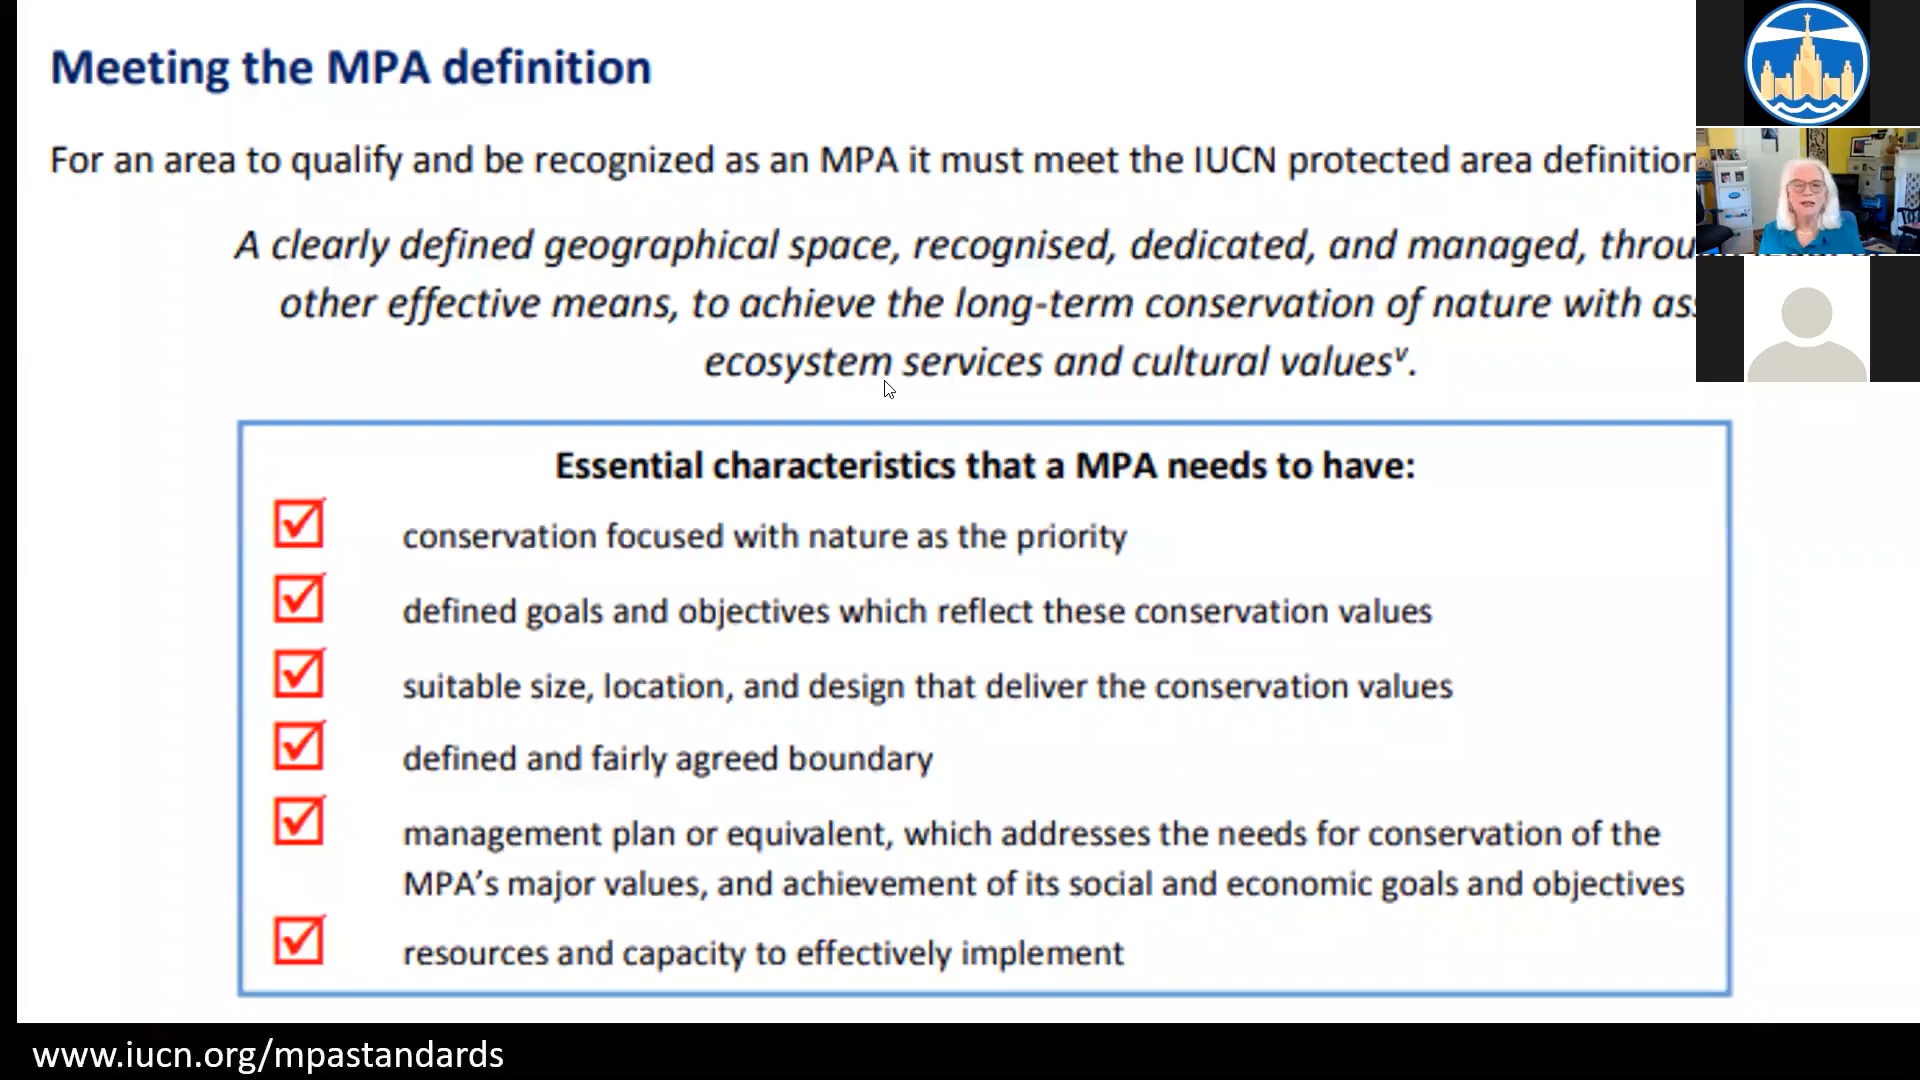 Meeting the MPA definition
For an area to qualify and be recognized as an MPA it must meet the IUCN protected area definition
A clearly defined geographical space, recognised, dedicated, and managed, throu
other effective means, to achieve the long-term conservation of nature with as
ecosystem services and cultural valuesᵛ.
Essential characteristics that a MPA needs to have:
conservation focused with nature as the priority
defined goals and objectives which reflect these conservation values
suitable size, location, and design that deliver the conservation values
defined and fairly agreed boundary
management plan or equivalent, which addresses the needs for conservation of the
MPA’s major values, and achievement of its social and economic goals and objectives
resources and capacity to effectively implement
www.iucn.org/mpastandards